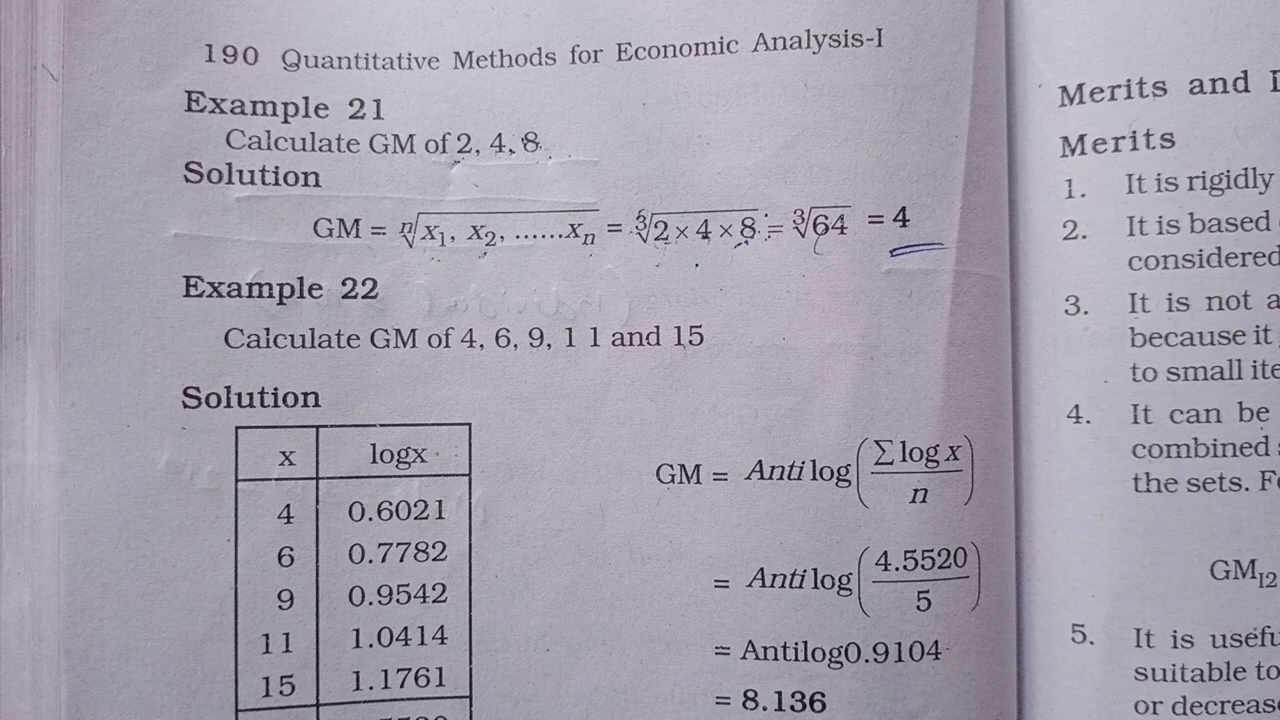 190 Quantitative Methods for Economic Analysis-I
Example 21
Calculate GM of 2, 4, 8
Solution
GM = ⁿ√x₁, x₂, ......xₙ = ³√2 × 4 × 8 = ³√64 = 4
Example 22
Calculate GM of 4, 6, 9, 1 1 and 15
Solution
x logx
4 0.6021
6 0.7782
9 0.9542
11 1.0414
15 1.1761
GM = Antilog(Σlogx/n)
= Antilog(4.5520/5)
= Antilog0.9104
= 8.136
Merits and
Merits
1. It is rigidly
2. It is based
considered
3. It is not a
because it
to small
4. It can be
combined
the sets.
GM₁₂
5. It is
suitable to
or